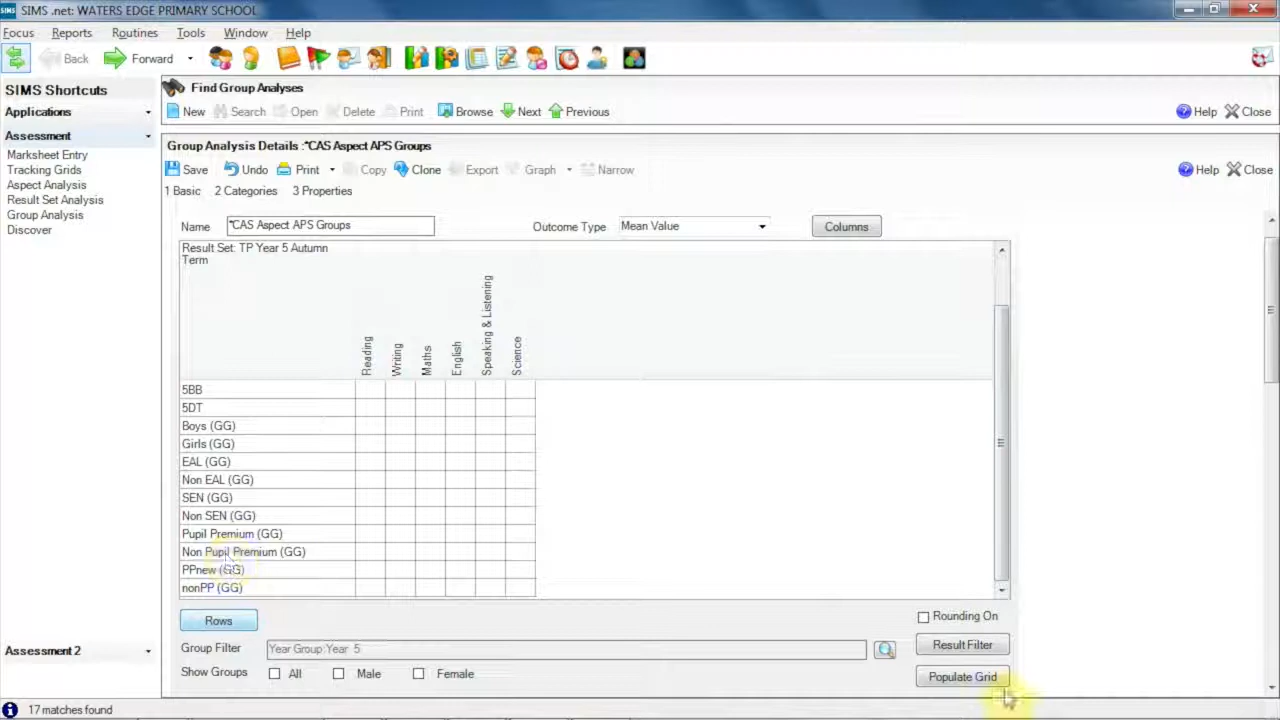 SIMS .net: WATERS EDGE PRIMARY SCHOOL
Focus Reports Routines Tools Window Help
Back Forward
SIMS Shortcuts
Applications
Assessment
Marksheet Entry
Tracking Grids
Aspect Analysis
Result Set Analysis
Group Analysis
Discover
Assessment 2
Find Group Analyses
New Search Open Delete Print Browse Next Previous Help Close
Group Analysis Details :*CAS Aspect APS Groups
Save Undo Print Copy Clone Export Graph Narrow Help Close
1 Basic 2 Categories 3 Properties
Name *CAS Aspect APS Groups Outcome Type Mean Value Columns
Result Set: TP Year 5 Autumn
Term
Reading
Writing
Maths
English
Speaking & Listening
Science
5BB
5DT
Boys (GG)
Girls (GG)
EAL (GG)
Non EAL (GG)
SEN (GG)
Non SEN (GG)
Pupil Premium (GG)
Non Pupil Premium (GG)
PPnew (GG)
nonPP (GG)
Rows Rounding On
Group Filter Year Group:Year 5 Result Filter
Show Groups All Male Female Populate Grid
17 matches found